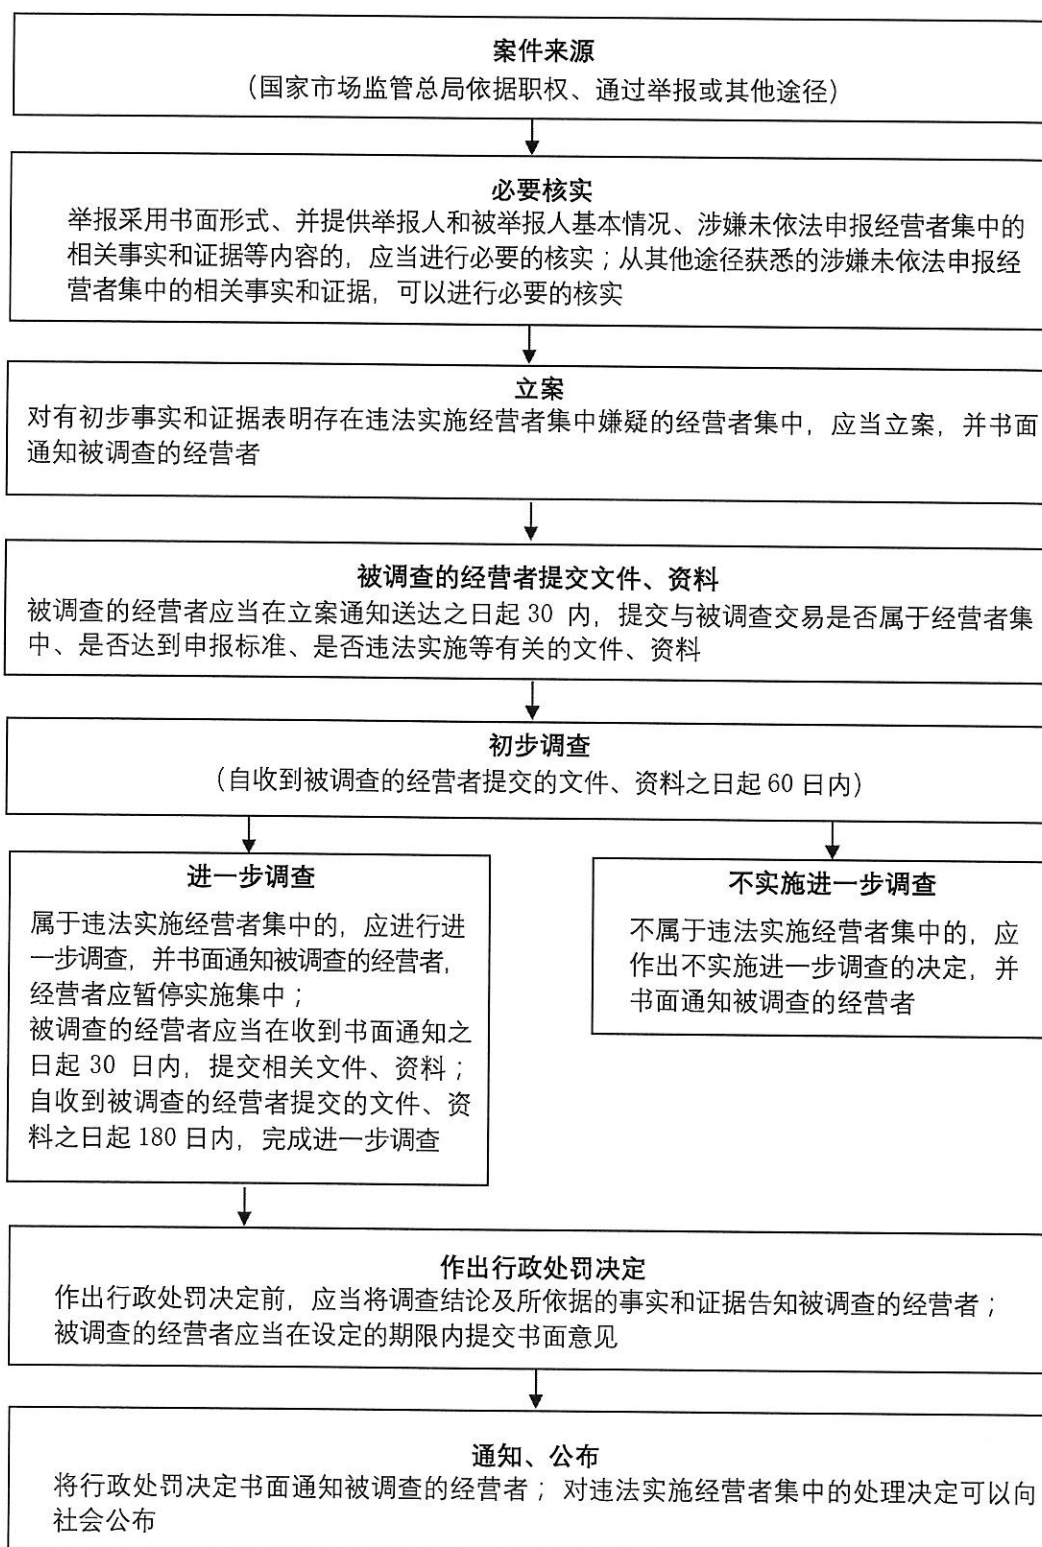 案件来源
（国家市场监管总局依据职权、通过举报或其他途径）
必要核实
举报采用书面形式、并提供举报人和被举报人基本情况、涉嫌未依法申报经营者集中的
相关事实和证据等内容的，应当进行必要的核实；从其他途径获悉的涉嫌未依法申报经
营者集中的相关事实和证据，可以进行必要的核实
立案
对有初步事实和证据表明存在违法实施经营者集中嫌疑的经营者集中，应当立案，并书面
通知被调查的经营者
被调查的经营者提交文件、资料
被调查的经营者应当在立案通知送达之日起 30 内，提交与被调查交易是否属于经营者集
中、是否达到申报标准、是否违法实施等有关的文件、资料
初步调查
（自收到被调查的经营者提交的文件、资料之日起 60 日内）
进一步调查
属于违法实施经营者集中的，应进行进
一步调查，并书面通知被调查的经营者，
经营者应暂停实施集中；
被调查的经营者应当在收到书面通知之
日起 30 日内，提交相关文件、资料；
自收到被调查的经营者提交的文件、资
料之日起 180 日内，完成进一步调查
不实施进一步调查
不属于违法实施经营者集中的，应
作出不实施进一步调查的决定，并
书面通知被调查的经营者
作出行政处罚决定
作出行政处罚决定前，应当将调查结论及所依据的事实和证据告知被调查的经营者；
被调查的经营者应当在设定的期限内提交书面意见
通知、公布
将行政处罚决定书面通知被调查的经营者；对违法实施经营者集中的处理决定可以向
社会公布